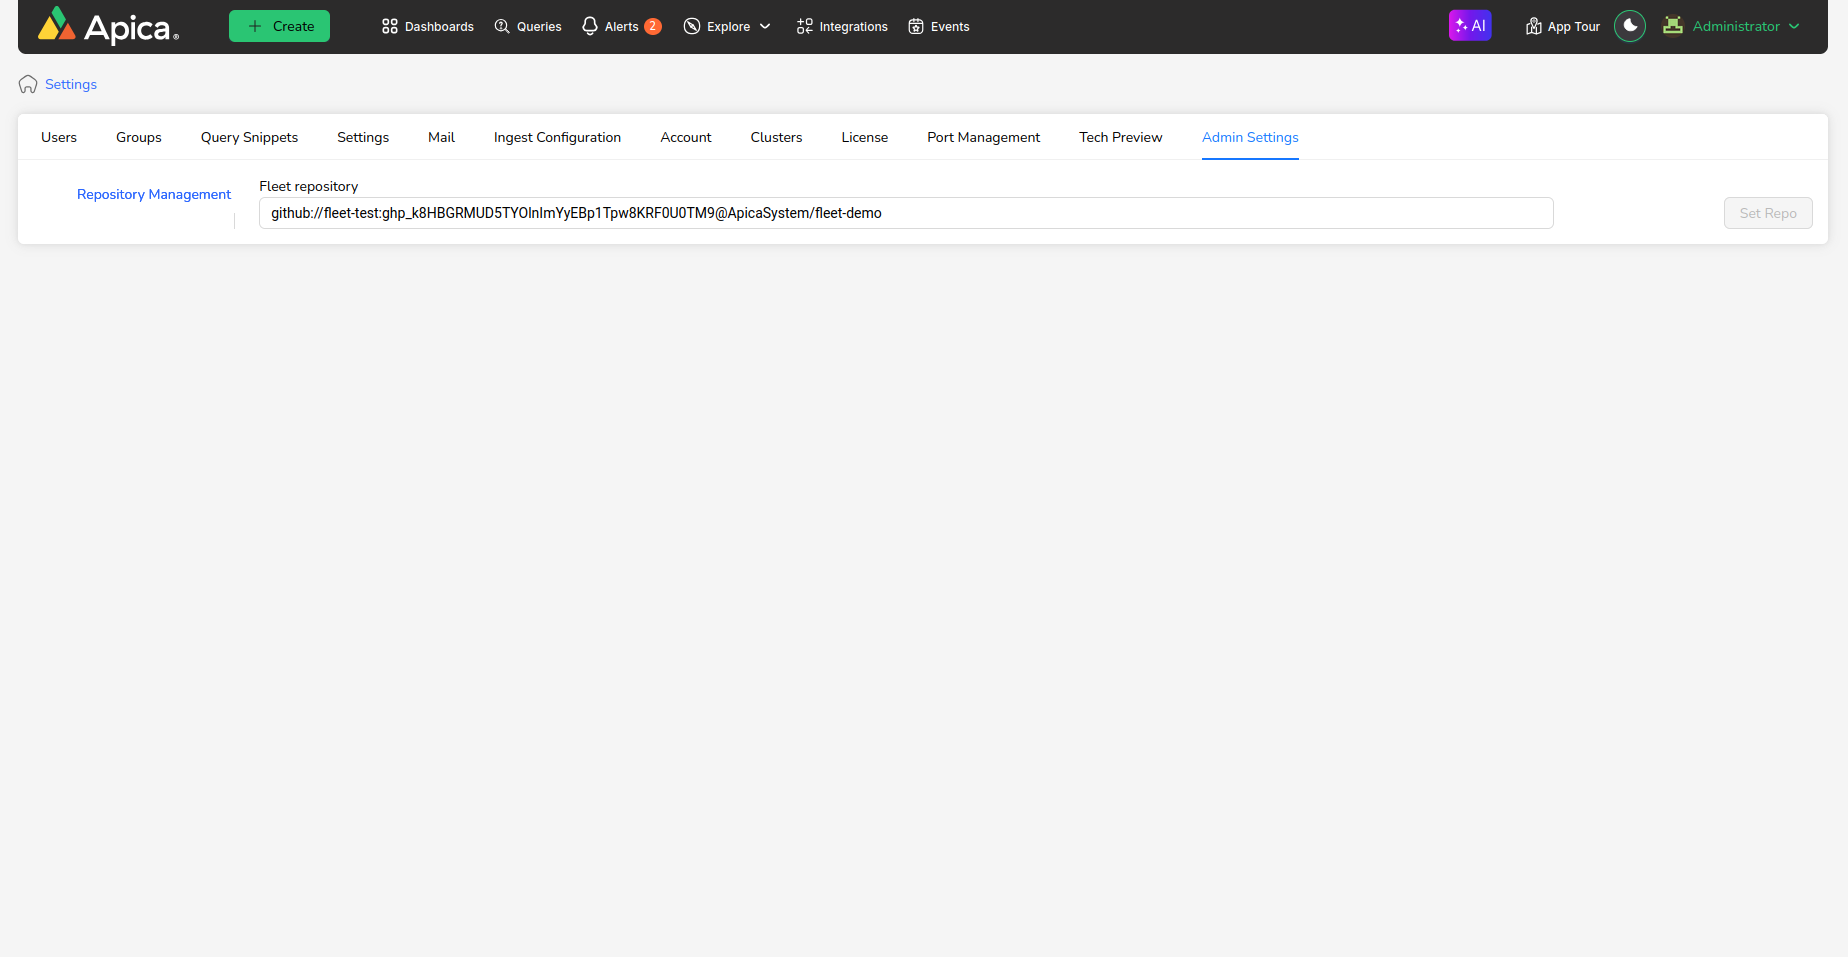 Apica
Create
Dashboards
Queries
Alerts 2
Explore
Integrations
Events
AI
App Tour
Administrator
Settings
Users
Groups
Query Snippets
Settings
Mail
Ingest Configuration
Account
Clusters
License
Port Management
Tech Preview
Admin Settings
Repository Management
Fleet repository
github://fleet-test:[token omitted]@ApicaSystem/fleet-demo
Set Repo